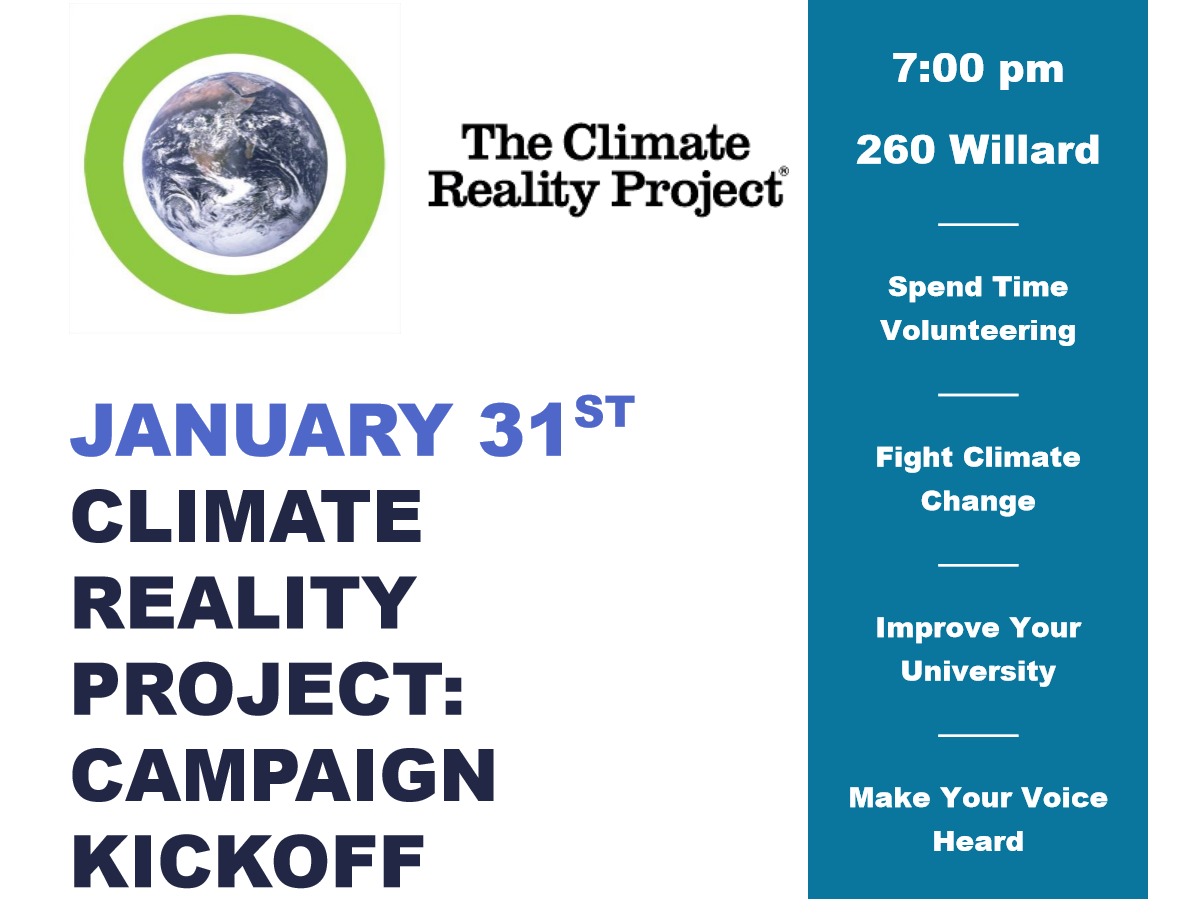 The Climate
Reality Project®
JANUARY 31ST
CLIMATE
REALITY
PROJECT:
CAMPAIGN
KICKOFF
7:00 pm
260 Willard
Spend Time
Volunteering
Fight Climate
Change
Improve Your
University
Make Your Voice
Heard